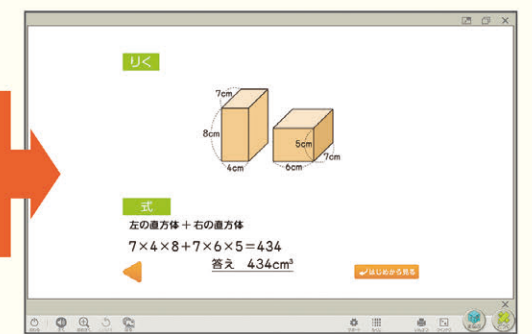 りく
7cm
8cm
4cm
5cm
7cm
6cm
式
左の直方体+右の直方体
7×4×8+7×6×5=434
答え 434cm³
はじめから見る